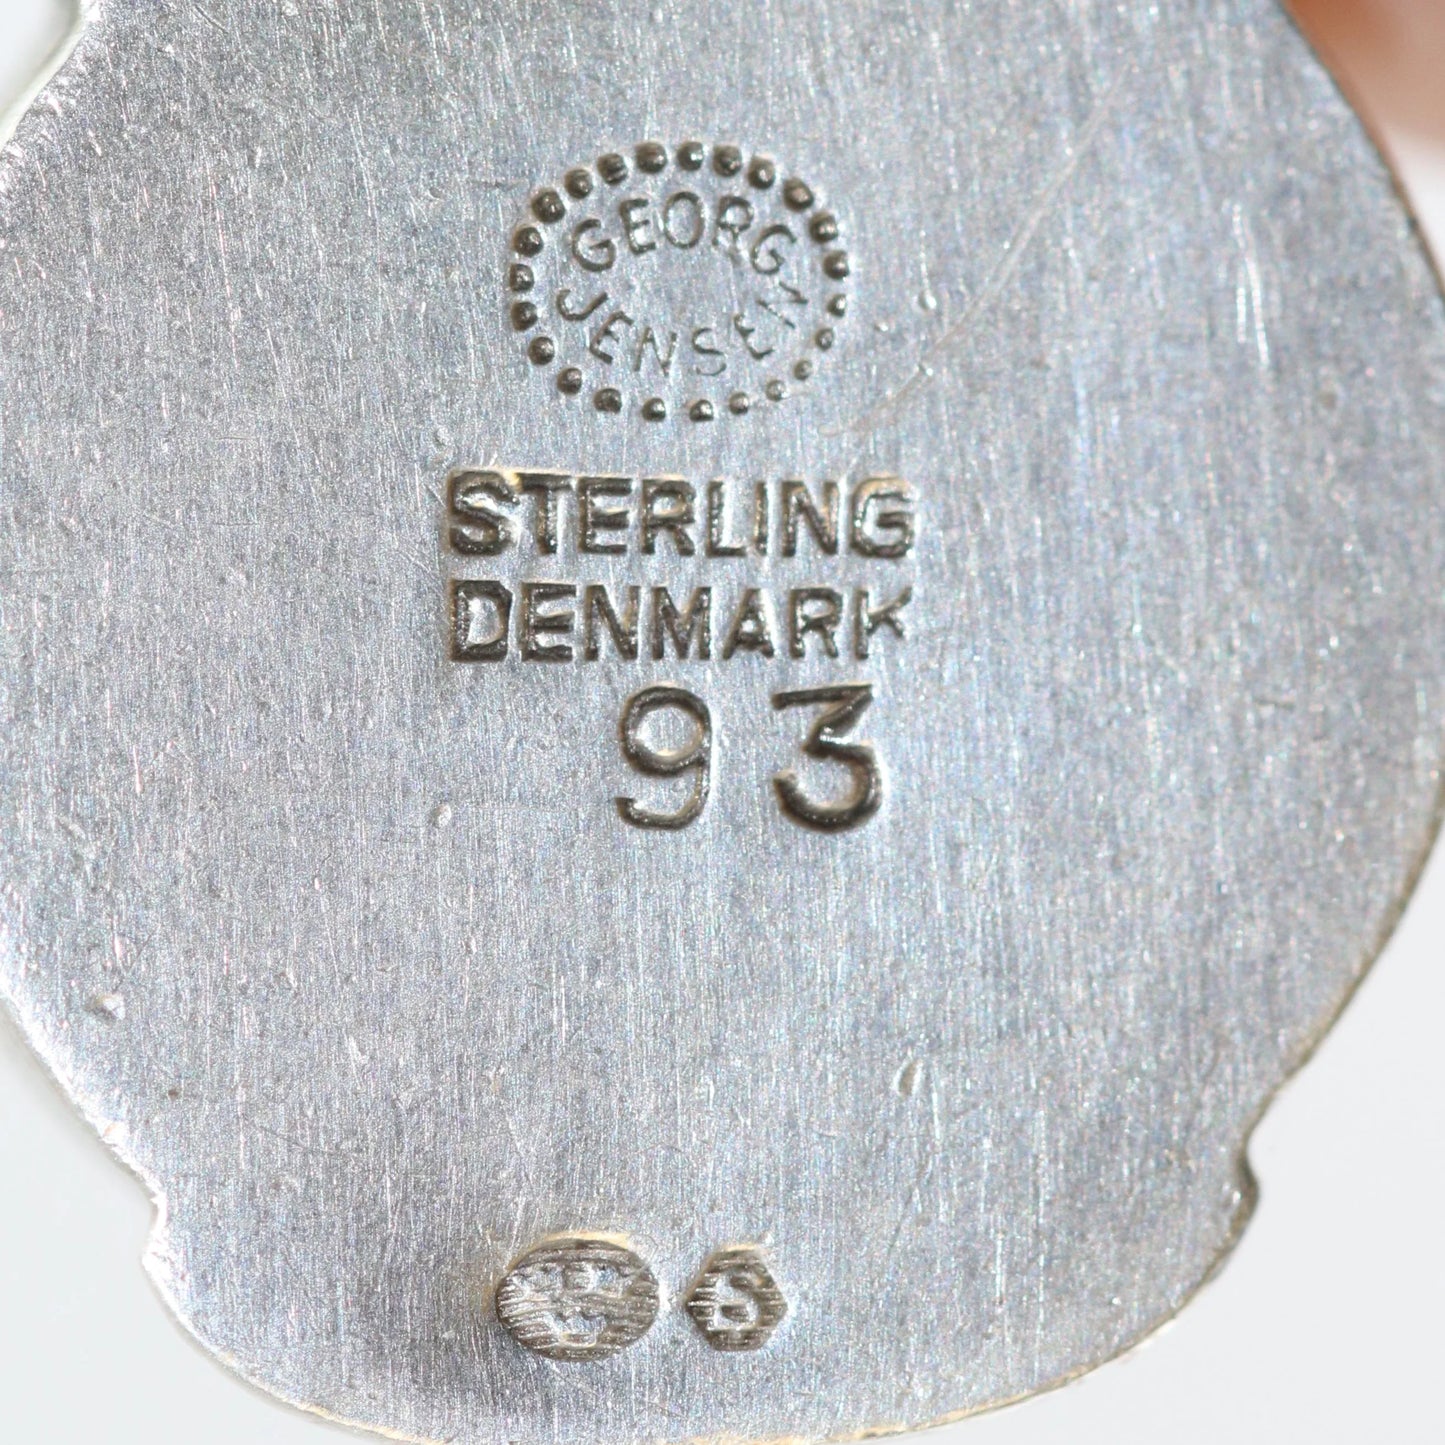 GEORG
JENSEN
STERLING
DENMARK
93
S